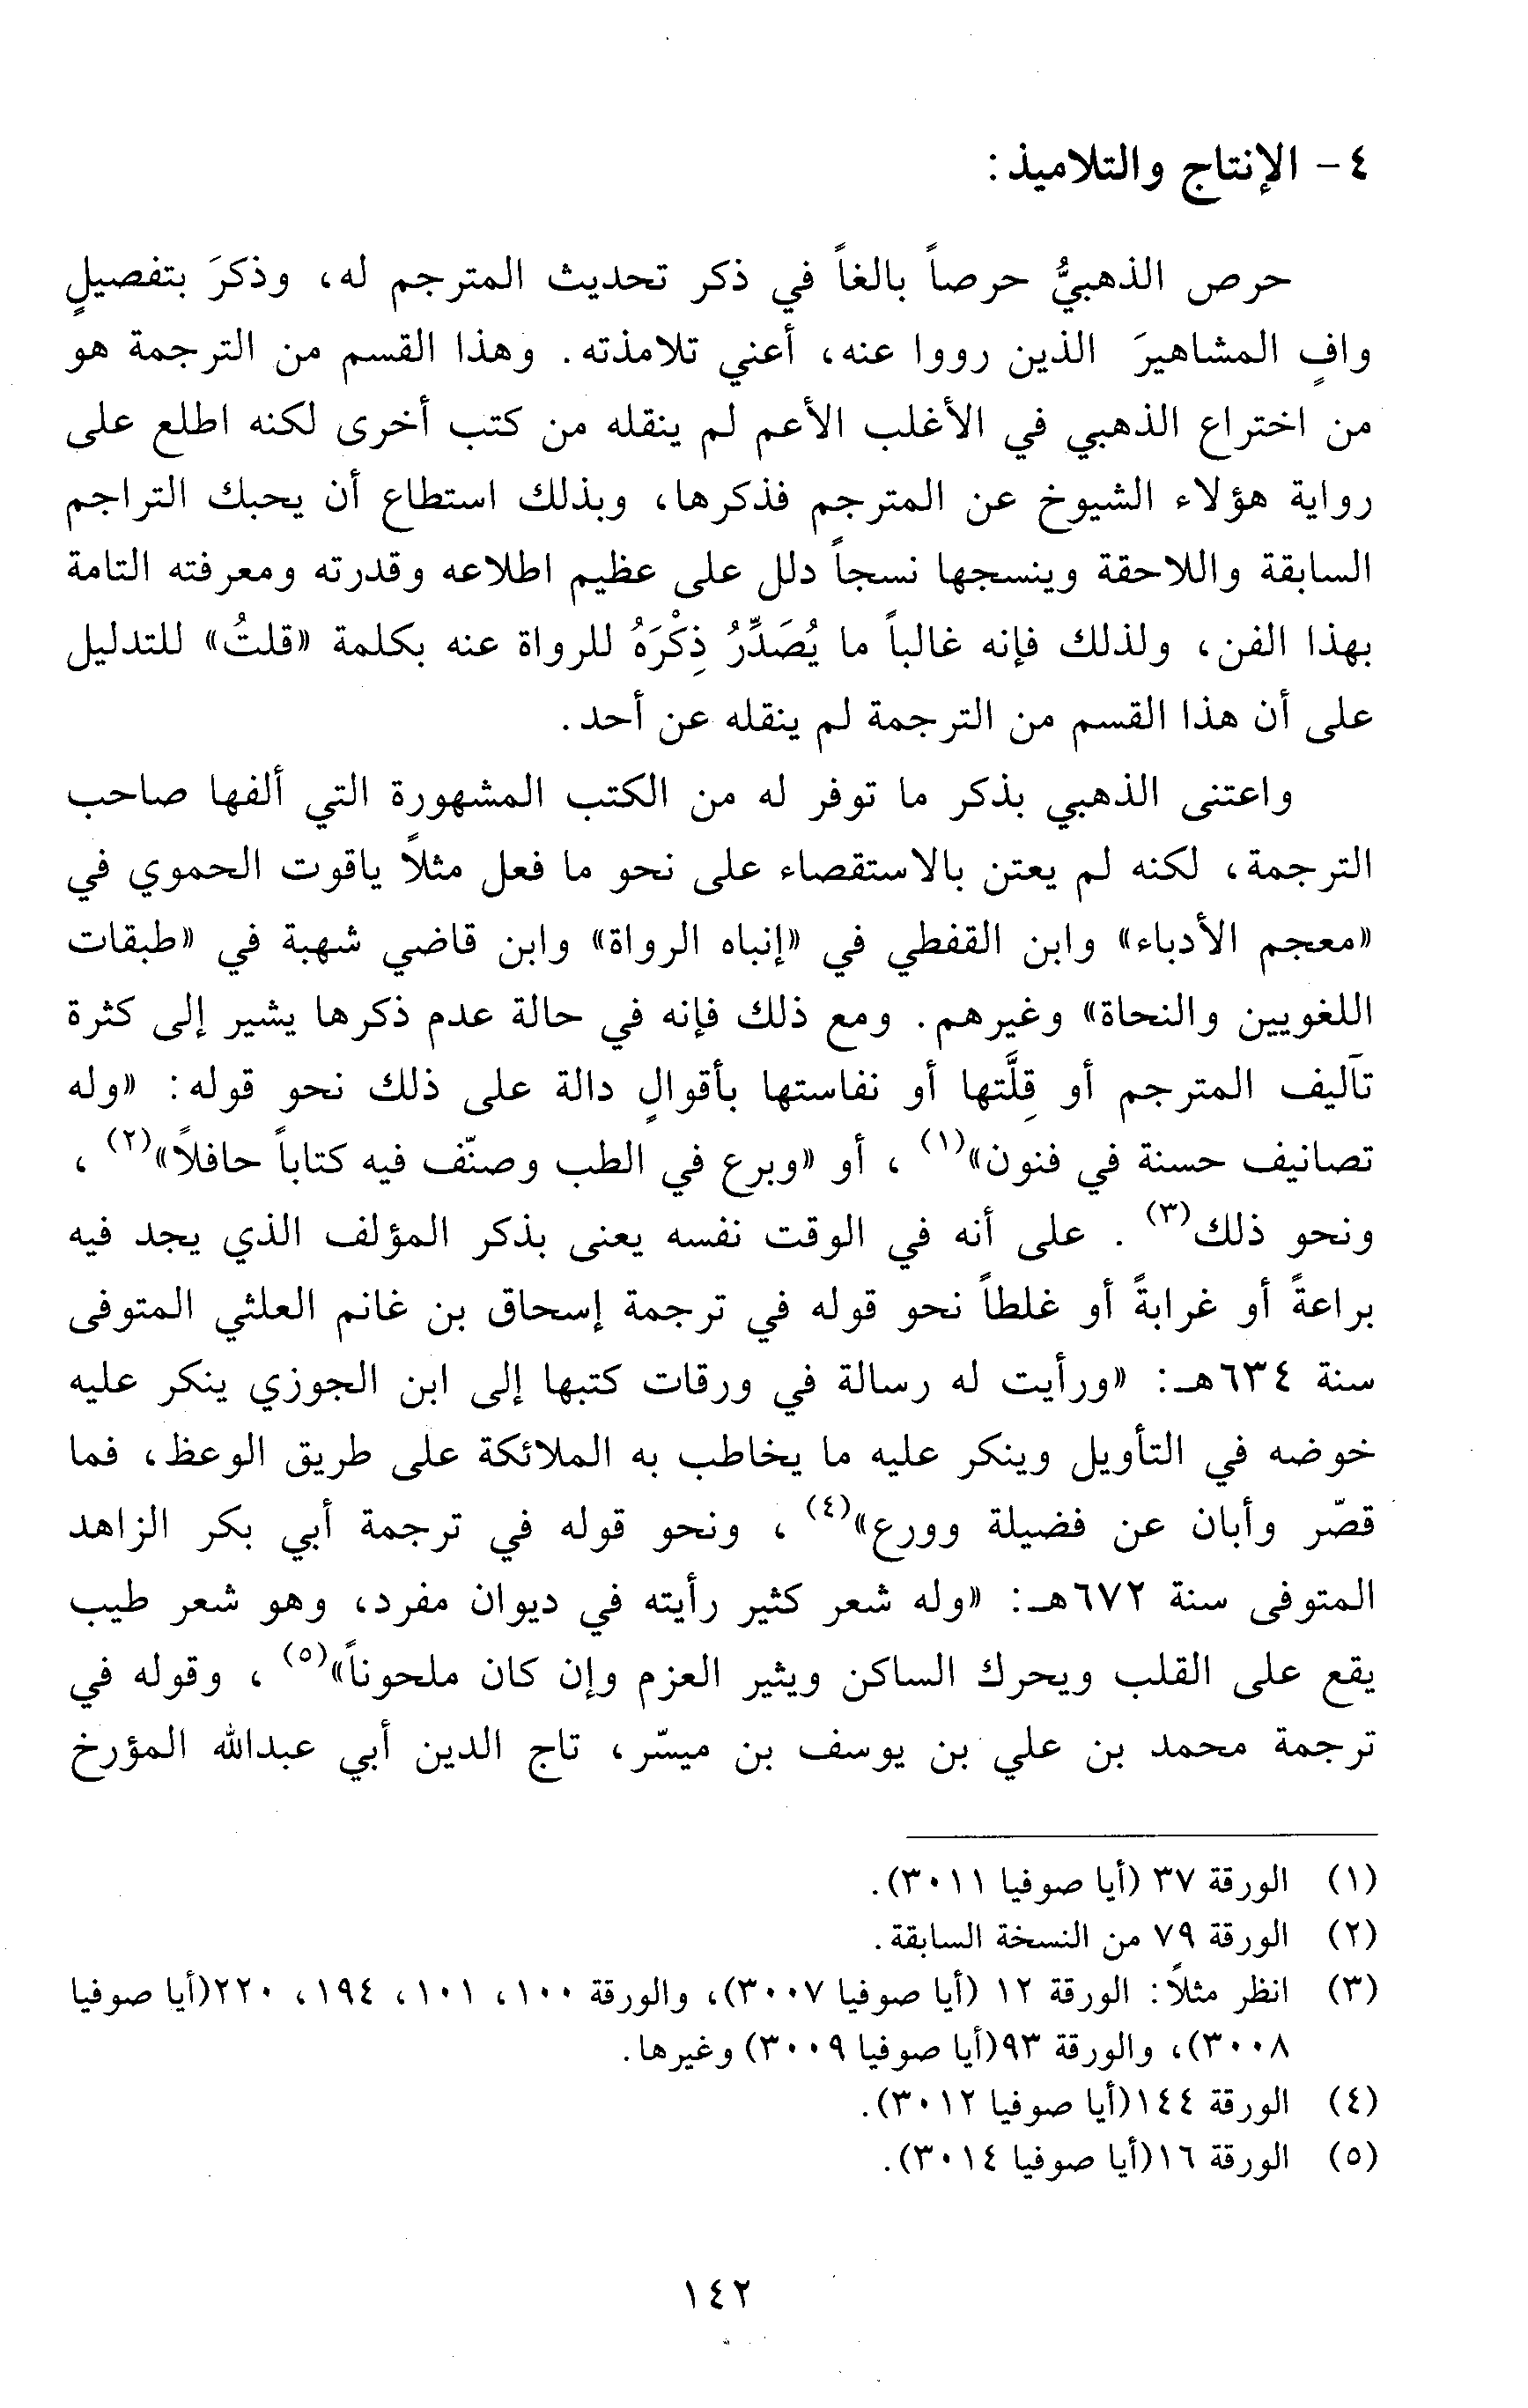 ٤ - الإنتاج والتلاميذ:
حرص الذهبيُّ حرصاً بالغاً في ذكر تحديث المترجم له، وذكرَ بتفصيلٍ
وافٍ المشاهيرَ الذين رووا عنه، أعني تلامذته. وهذا القسم من الترجمة هو
من اختراع الذهبي في الأغلب الأعم لم ينقله من كتب أخرى لكنه اطلع على
رواية هؤلاء الشيوخ عن المترجم فذكرها، وبذلك استطاع أن يحبك التراجم
السابقة واللاحقة وينسجها نسجاً دلل على عظيم اطلاعه وقدرته ومعرفته التامة
بهذا الفن، ولذلك فإنه غالباً ما يُصَدِّرُ ذِكْرَهُ للرواة عنه بكلمة «قلتُ» للتدليل
على أن هذا القسم من الترجمة لم ينقله عن أحد.
واعتنى الذهبي بذكر ما توفر له من الكتب المشهورة التي ألفها صاحب
الترجمة، لكنه لم يعتن بالاستقصاء على نحو ما فعل مثلاً ياقوت الحموي في
«معجم الأدباء» وابن القفطي في «إنباه الرواة» وابن قاضي شهبة في «طبقات
اللغويين والنحاة» وغيرهم. ومع ذلك فإنه في حالة عدم ذكرها يشير إلى كثرة
تآليف المترجم أو قِلَّتها أو نفاستها بأقوالٍ دالة على ذلك نحو قوله: «وله
تصانيف حسنة في فنون»(١)، أو «وبرع في الطب وصنّف فيه كتاباً حافلاً»(٢)،
ونحو ذلك(٣). على أنه في الوقت نفسه يعنى بذكر المؤلف الذي يجد فيه
براعةً أو غرابةً أو غلطاً نحو قوله في ترجمة إسحاق بن غانم العلثي المتوفى
سنة ٦٣٤هـ: «ورأيت له رسالة في ورقات كتبها إلى ابن الجوزي ينكر عليه
خوضه في التأويل وينكر عليه ما يخاطب به الملائكة على طريق الوعظ، فما
قصّر وأبان عن فضيلة وورع»(٤)، ونحو قوله في ترجمة أبي بكر الزاهد
المتوفى سنة ٦٧٢هـ: «وله شعر كثير رأيته في ديوان مفرد، وهو شعر طيب
يقع على القلب ويحرك الساكن ويثير العزم وإن كان ملحوناً»(٥)، وقوله في
ترجمة محمد بن علي بن يوسف بن ميسّر، تاج الدين أبي عبدالله المؤرخ
(١) الورقة ٣٧ (أيا صوفيا ٣٠١١).
(٢) الورقة ٧٩ من النسخة السابقة.
(٣) انظر مثلاً: الورقة ١٢ (أيا صوفيا ٣٠٠٧)، والورقة ١٠٠، ١٠١، ١٩٤، ٢٢٠(أيا صوفيا
٣٠٠٨)، والورقة ٩٣(أيا صوفيا ٣٠٠٩) وغيرها.
(٤) الورقة ١٤٤(أيا صوفيا ٣٠١٢).
(٥) الورقة ١٦(أيا صوفيا ٣٠١٤).
١٤٢